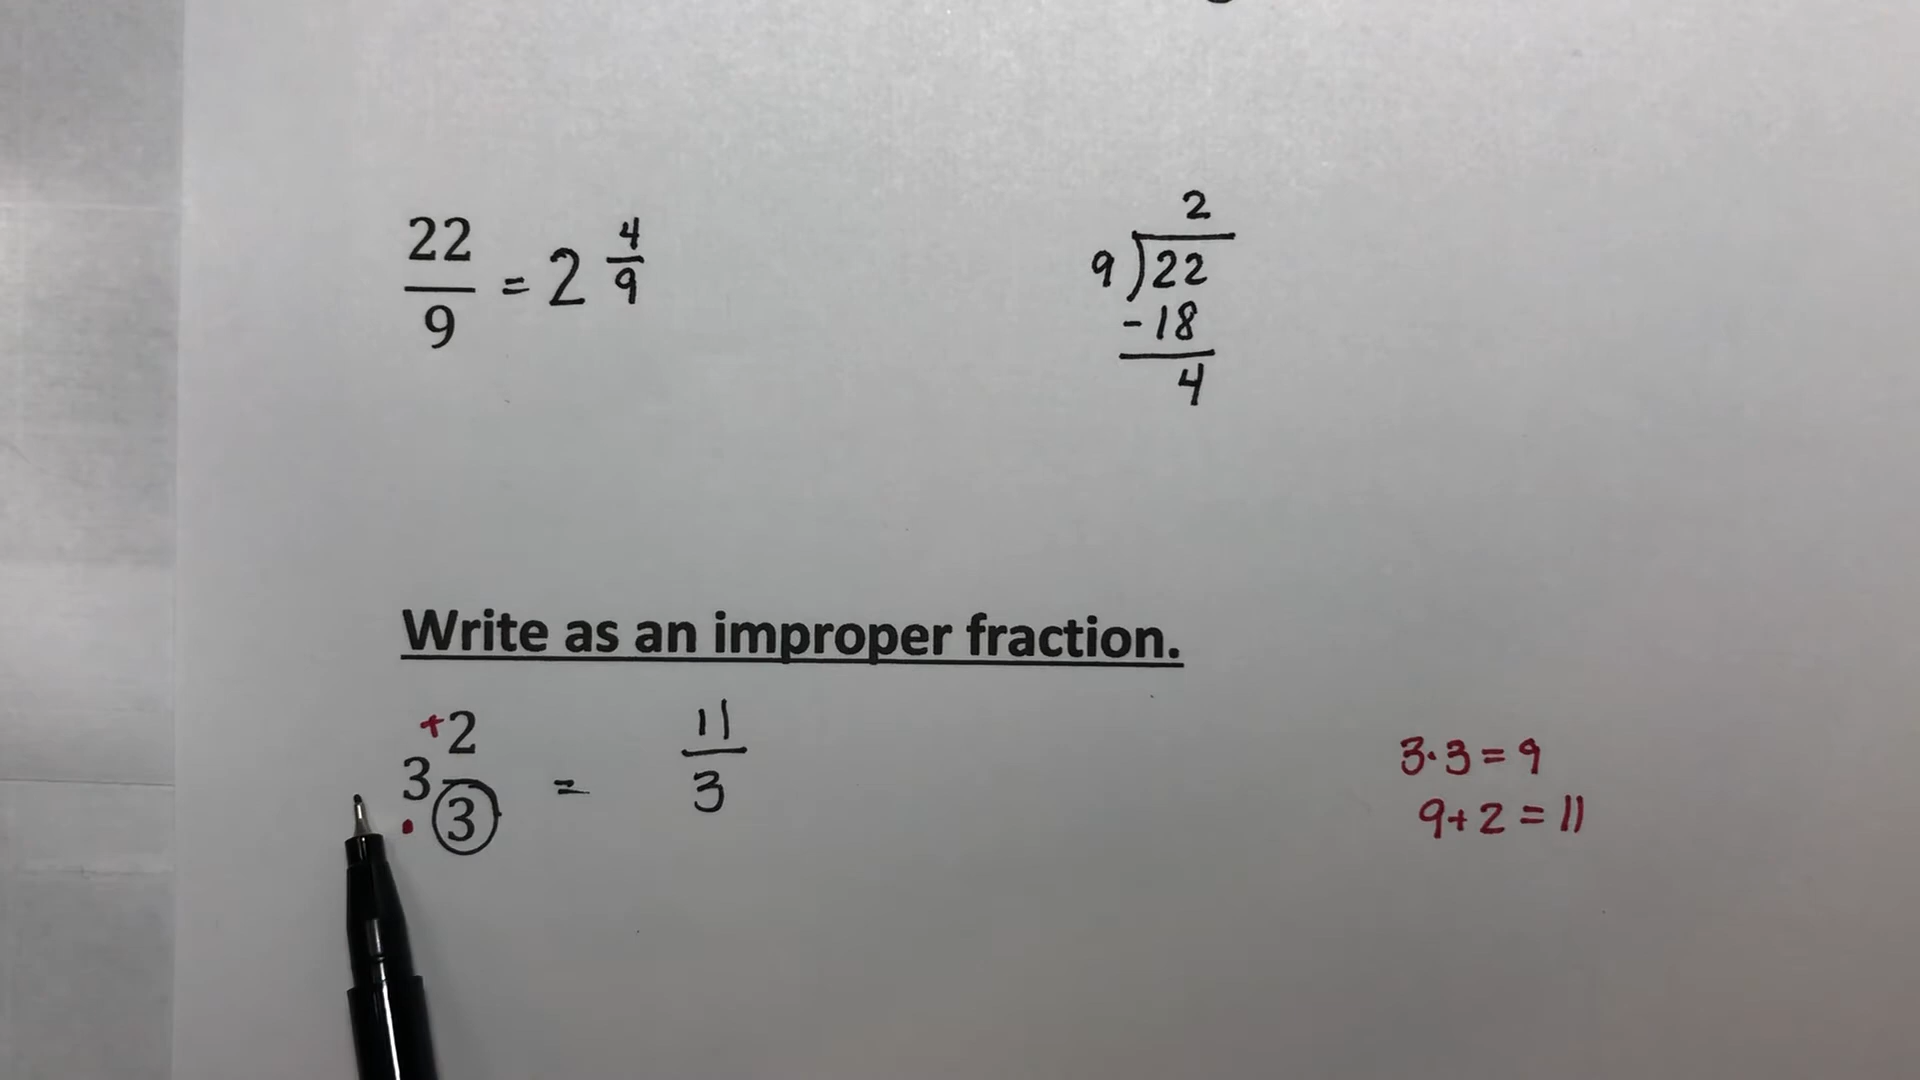 22/9 = 2 4/9
2
9)22
-18
4
Write as an improper fraction.
3 +2/3 = 11/3
·
3·3=9
9+2=11